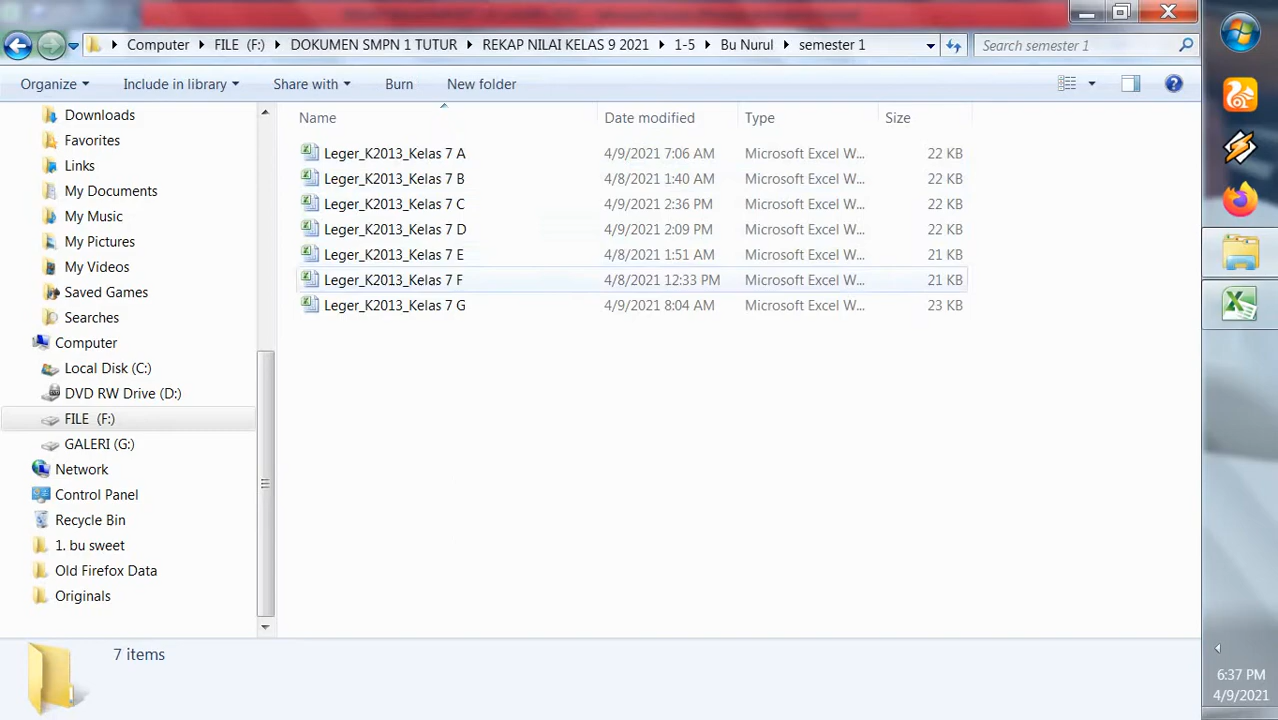 Computer FILE (F:) DOKUMEN SMPN 1 TUTUR REKAP NILAI KELAS 9 2021 1-5 Bu Nurul semester 1 Search semester 1
Organize Include in library Share with Burn New folder
Name Date modified Type Size
Leger_K2013_Kelas 7 A 4/9/2021 7:06 AM Microsoft Excel W... 22 KB
Leger_K2013_Kelas 7 B 4/8/2021 1:40 AM Microsoft Excel W... 22 KB
Leger_K2013_Kelas 7 C 4/9/2021 2:36 PM Microsoft Excel W... 22 KB
Leger_K2013_Kelas 7 D 4/9/2021 2:09 PM Microsoft Excel W... 22 KB
Leger_K2013_Kelas 7 E 4/8/2021 1:51 AM Microsoft Excel W... 21 KB
Leger_K2013_Kelas 7 F 4/8/2021 12:33 PM Microsoft Excel W... 21 KB
Leger_K2013_Kelas 7 G 4/9/2021 8:04 AM Microsoft Excel W... 23 KB
Downloads
Favorites
Links
My Documents
My Music
My Pictures
My Videos
Saved Games
Searches
Computer
Local Disk (C:)
DVD RW Drive (D:)
FILE (F:)
GALERI (G:)
Network
Control Panel
Recycle Bin
1. bu sweet
Old Firefox Data
Originals
7 items
6:37 PM
4/9/2021